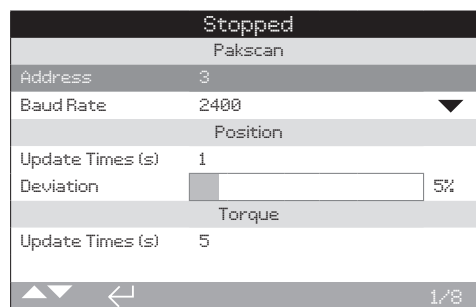 Stopped
Pakscan
Address 3
Baud Rate 2400
Position
Update Times (s) 1
Deviation 5%
Torque
Update Times (s) 5
1/8